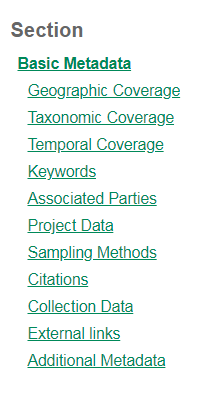 Section
Basic Metadata
Geographic Coverage
Taxonomic Coverage
Temporal Coverage
Keywords
Associated Parties
Project Data
Sampling Methods
Citations
Collection Data
External links
Additional Metadata